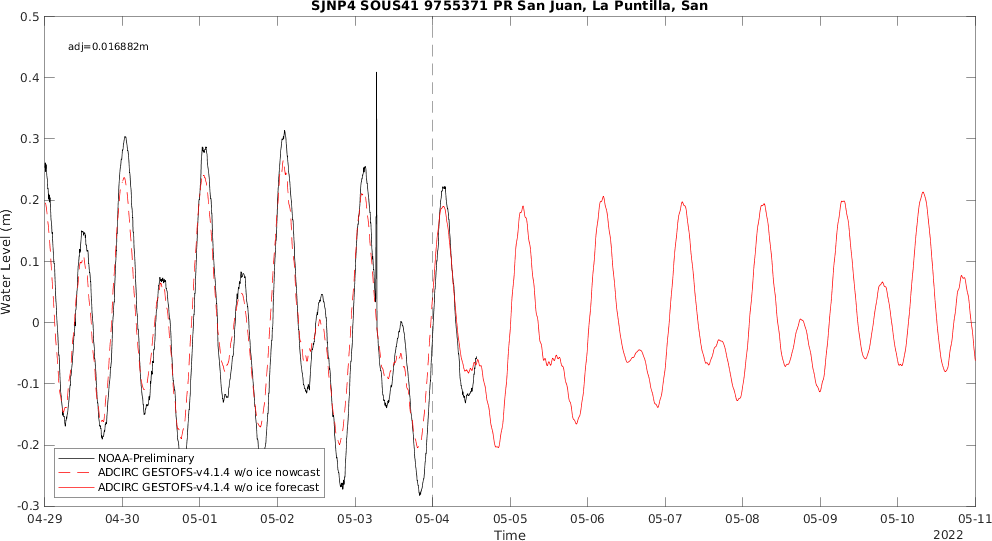 SJNP4 SOUS41 9755371 PR San Juan, La Puntilla, San
0.5
0.4
0.3
0.2
0.1
0
-0.1
-0.2
-0.3
Water Level (m)
adj=0.016882m
NOAA-Preliminary
ADCIRC GESTOFS-v4.1.4 w/o ice nowcast
ADCIRC GESTOFS-v4.1.4 w/o ice forecast
04-29 04-30 05-01 05-02 05-03 05-04 05-05 05-06 05-07 05-08 05-09 05-10 05-11
Time
2022